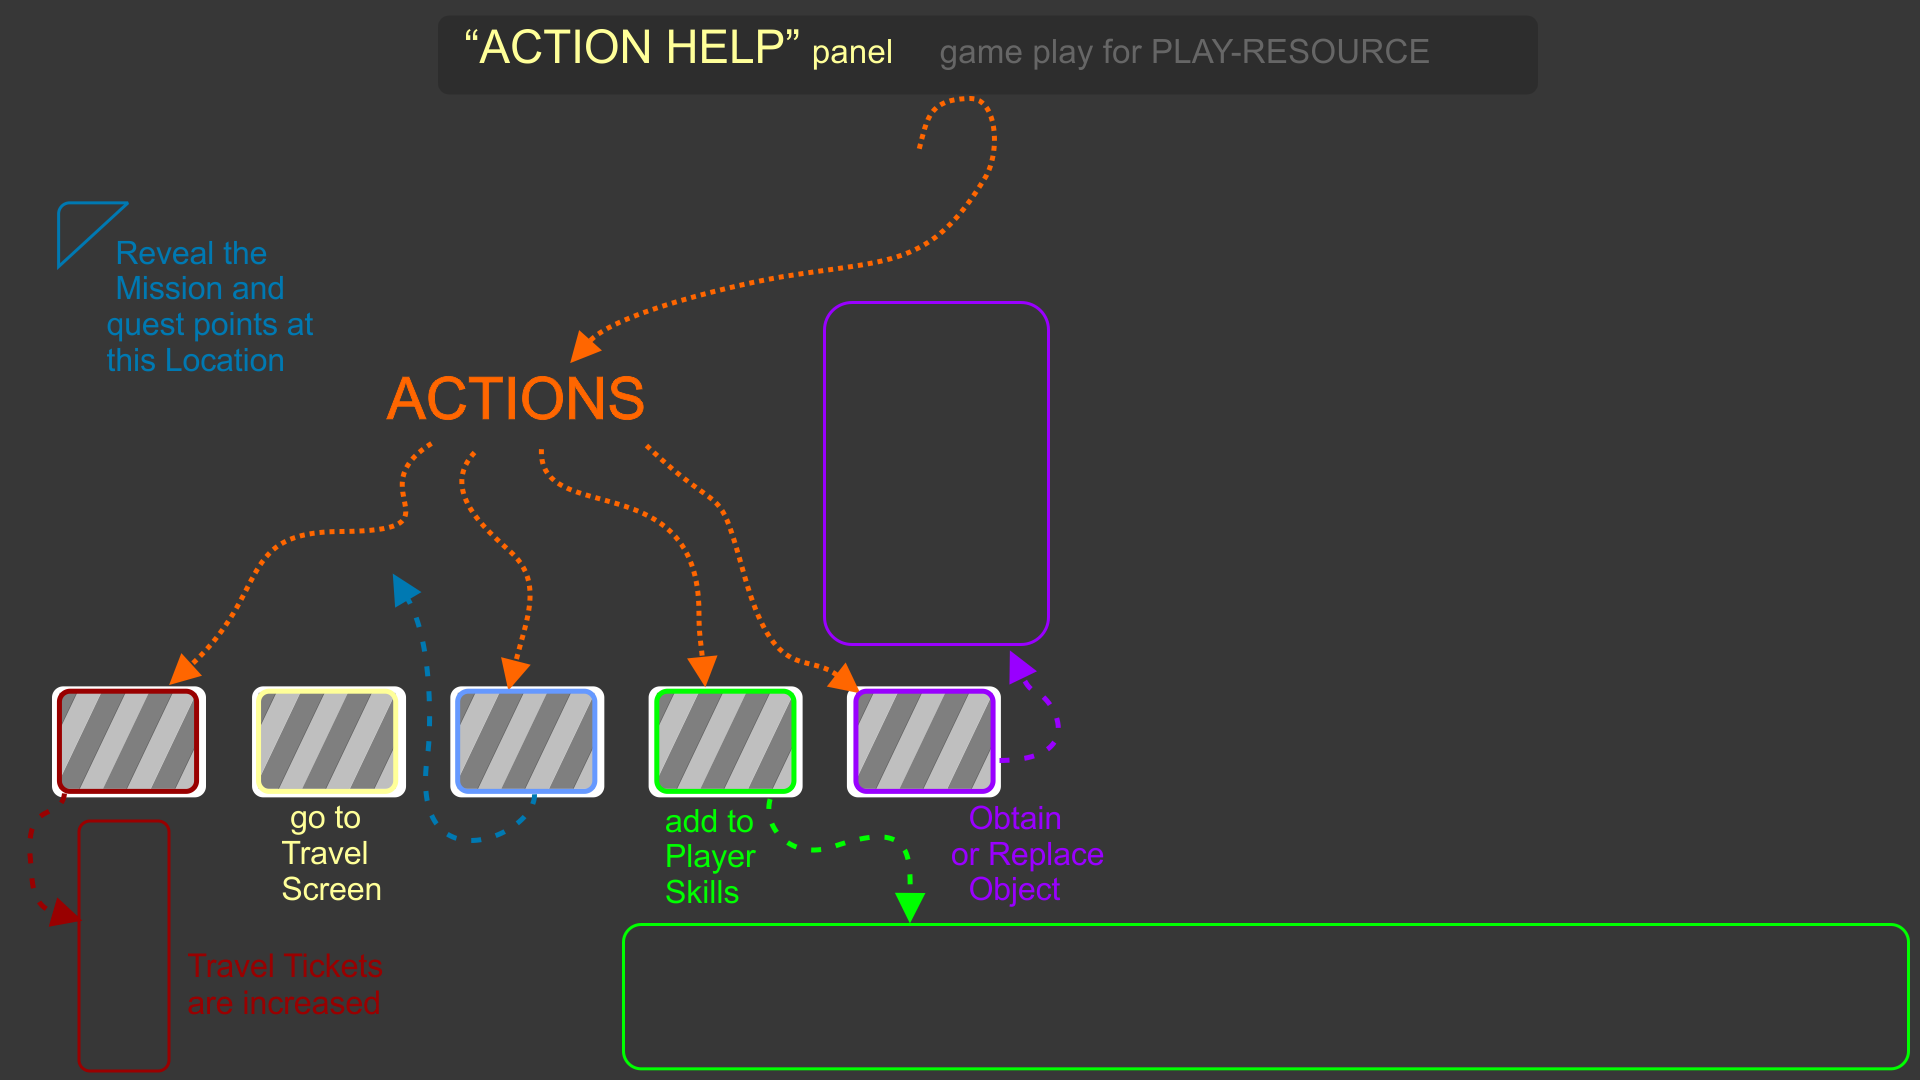 “ACTION HELP” panel game play for PLAY-RESOURCE
Reveal the
Mission and
quest points at
this Location
ACTIONS
go to
Travel
Screen
add to
Player
Skills
Obtain
or Replace
Object
Travel Tickets
are increased